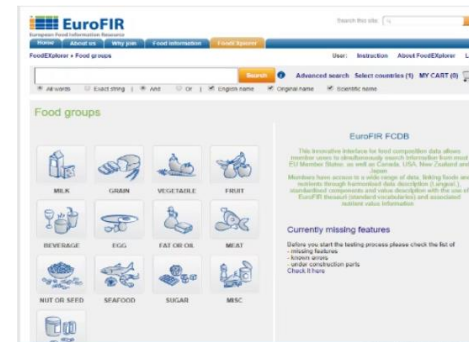 EuroFIR
European Food Information Resource
Search this site:
Home About us Why join Food information Food EXplorer
FoodEXplorer » Food groups
User: Instruction About FoodEXplorer
Search Advanced search Select countries (1) MY CART (0)
All words Exact string | And Or | English name Original name Scientific name
Food groups
MILK GRAIN VEGETABLE FRUIT
BEVERAGE EGG FAT OR OIL MEAT
NUT OR SEED SEAFOOD SUGAR MISC
EuroFIR FCDB
This innovative interface for food composition data allows
member users to simultaneously search information from most
EU Member States, as well as Canada, USA, New Zealand and
Japan
Members have access to a wide range of data, linking foods and
nutrients through harmonised data description (Langual,),
standardised components and value description with the use of
EuroFIR thesauri (standard vocabularies) and associated
nutrient value information
Currently missing features
Before you start the testing process please check the list of
- missing features
- known errors
- under construction parts
Check it here